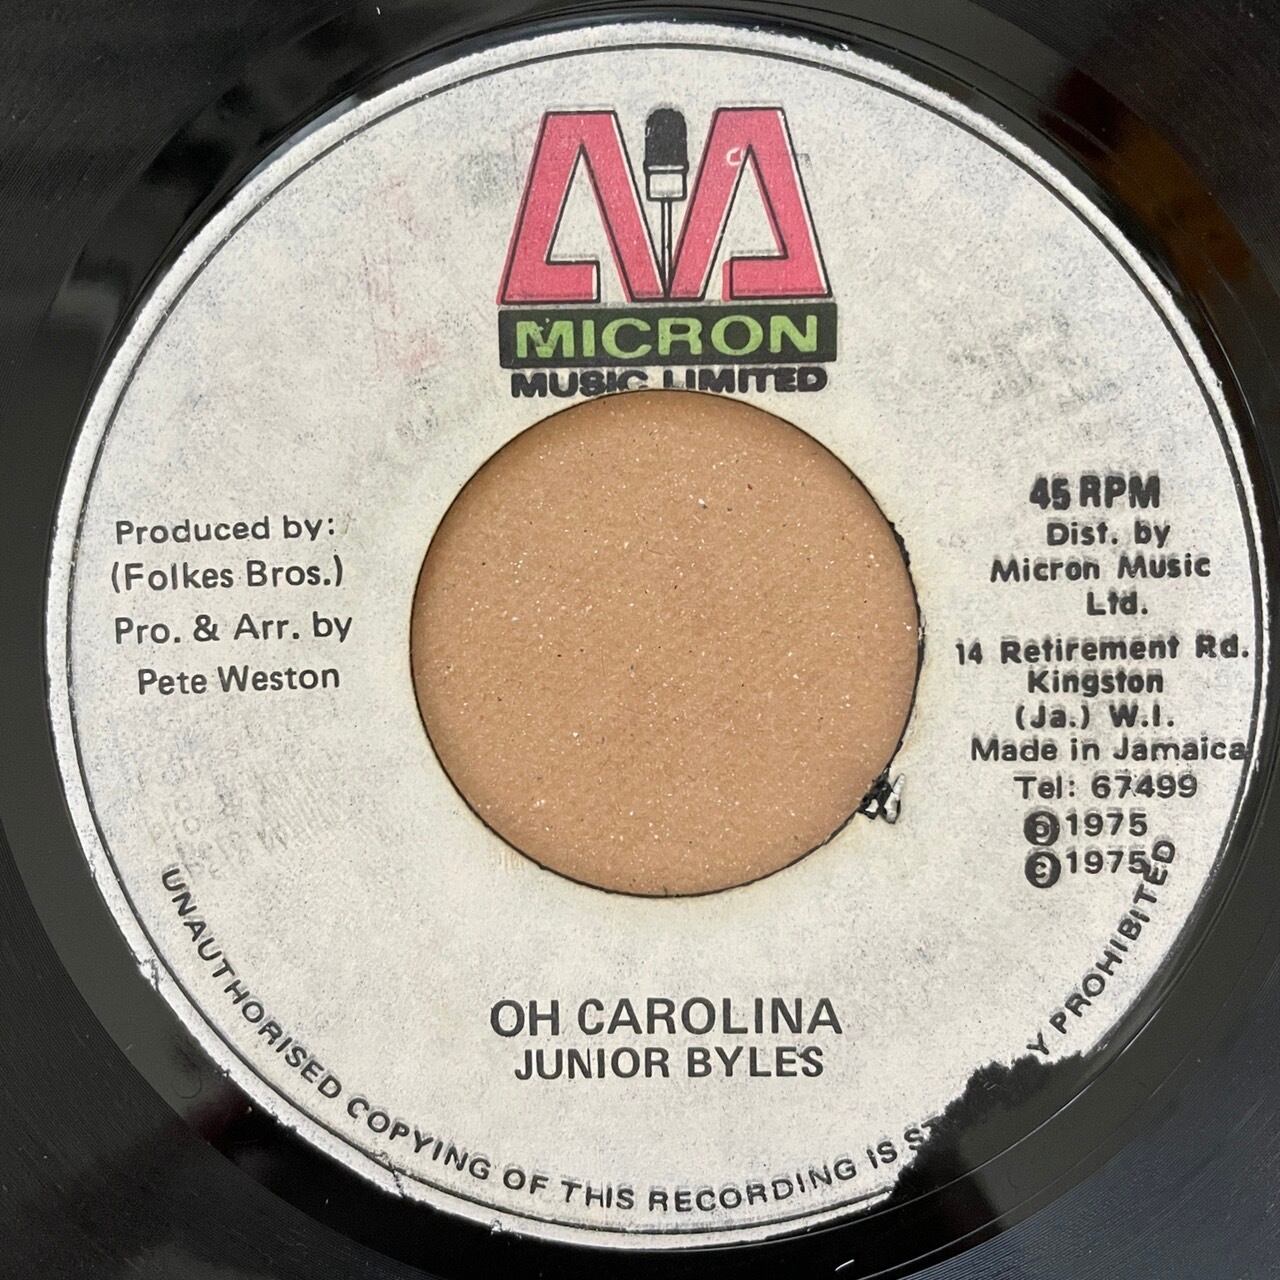 MICRON
MUSIC LIMITED
Produced by:
(Folkes Bros.)
Pro. & Arr. by
Pete Weston
45 RPM
Dist. by
Micron Music
Ltd.
14 Retirement Rd.
Kingston
(Ja.) W.I.
Made in Jamaica
Tel: 67499
Ⓟ 1975
© 1975
OH CAROLINA
JUNIOR BYLES
UNAUTHORISED COPYING OF THIS RECORDING IS ST Y PROHIBITED